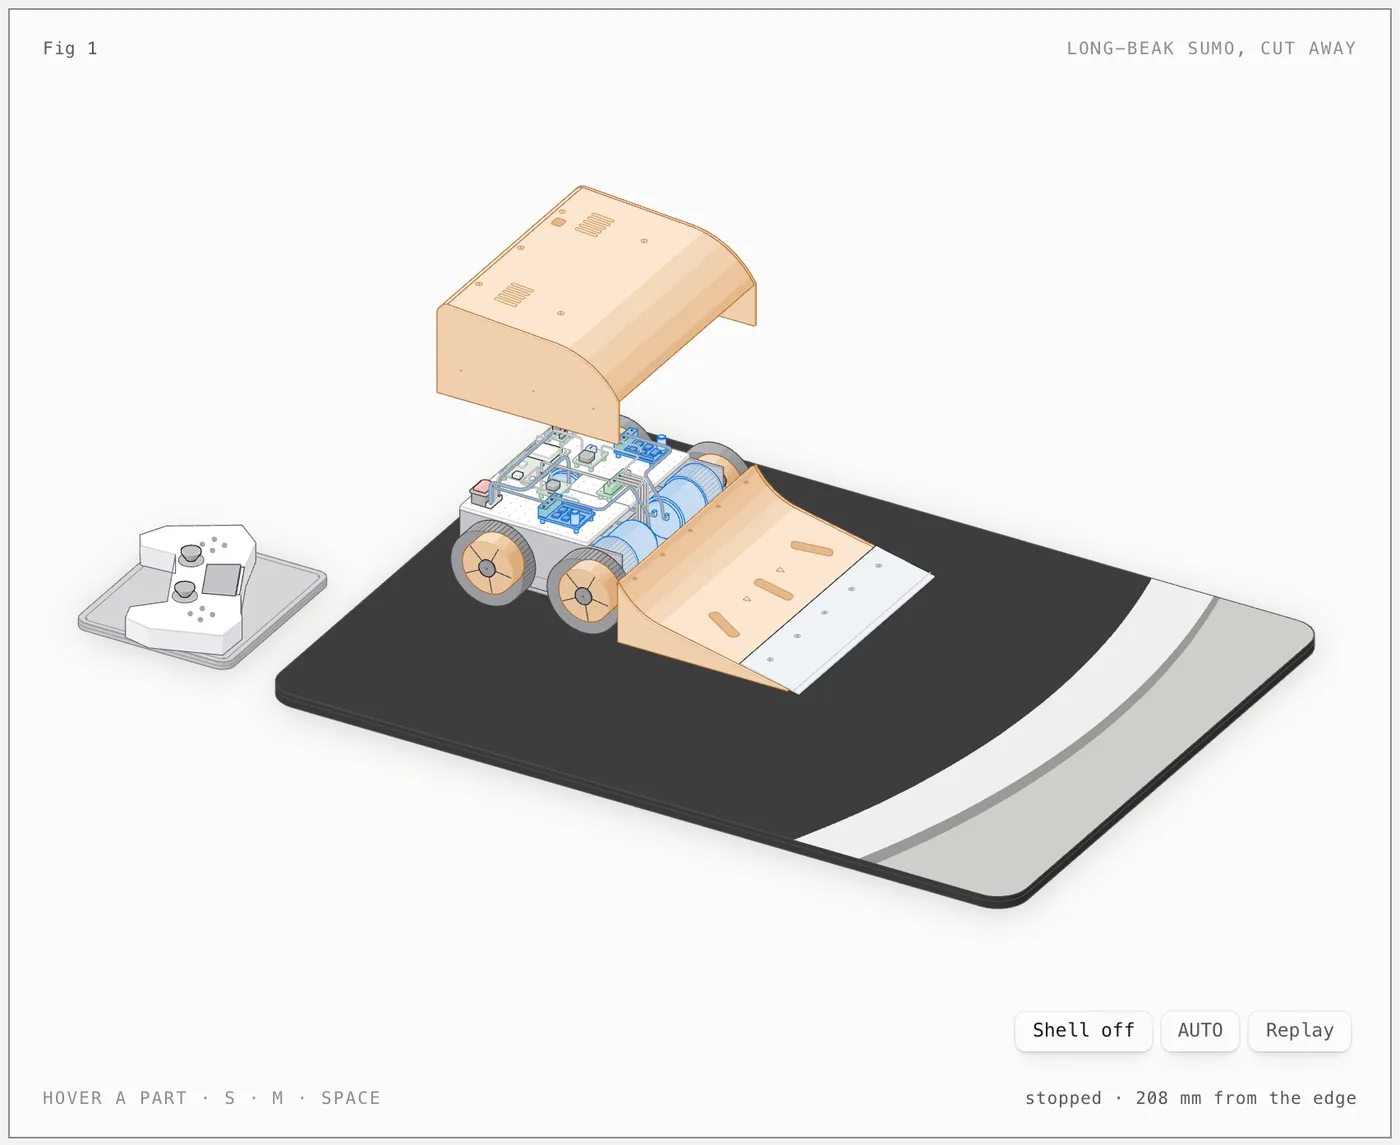 Fig 1
LONG–BEAK SUMO, CUT AWAY
Shell off
AUTO
Replay
HOVER A PART · S · M · SPACE
stopped · 208 mm from the edge